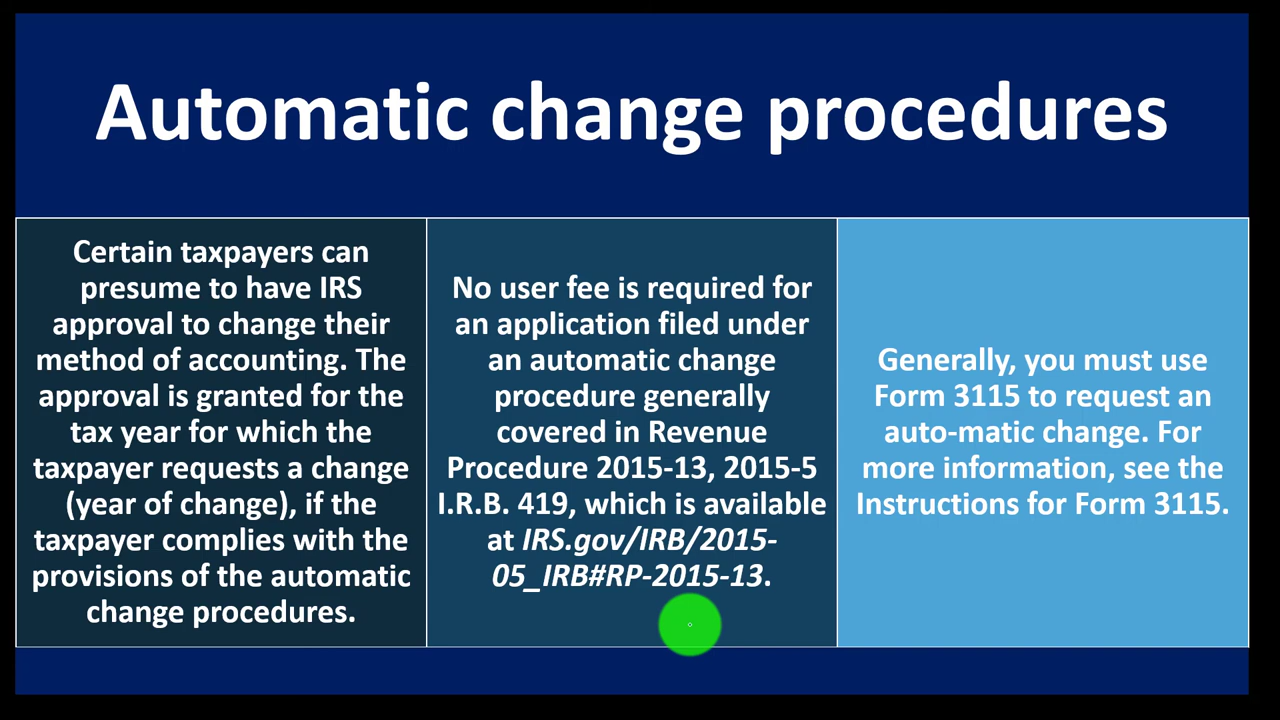 Automatic change procedures
Certain taxpayers can
presume to have IRS
approval to change their
method of accounting. The
approval is granted for the
tax year for which the
taxpayer requests a change
(year of change), if the
taxpayer complies with the
provisions of the automatic
change procedures.
No user fee is required for
an application filed under
an automatic change
procedure generally
covered in Revenue
Procedure 2015-13, 2015-5
I.R.B. 419, which is available
at IRS.gov/IRB/2015-
05_IRB#RP-2015-13.
Generally, you must use
Form 3115 to request an
auto-matic change. For
more information, see the
Instructions for Form 3115.